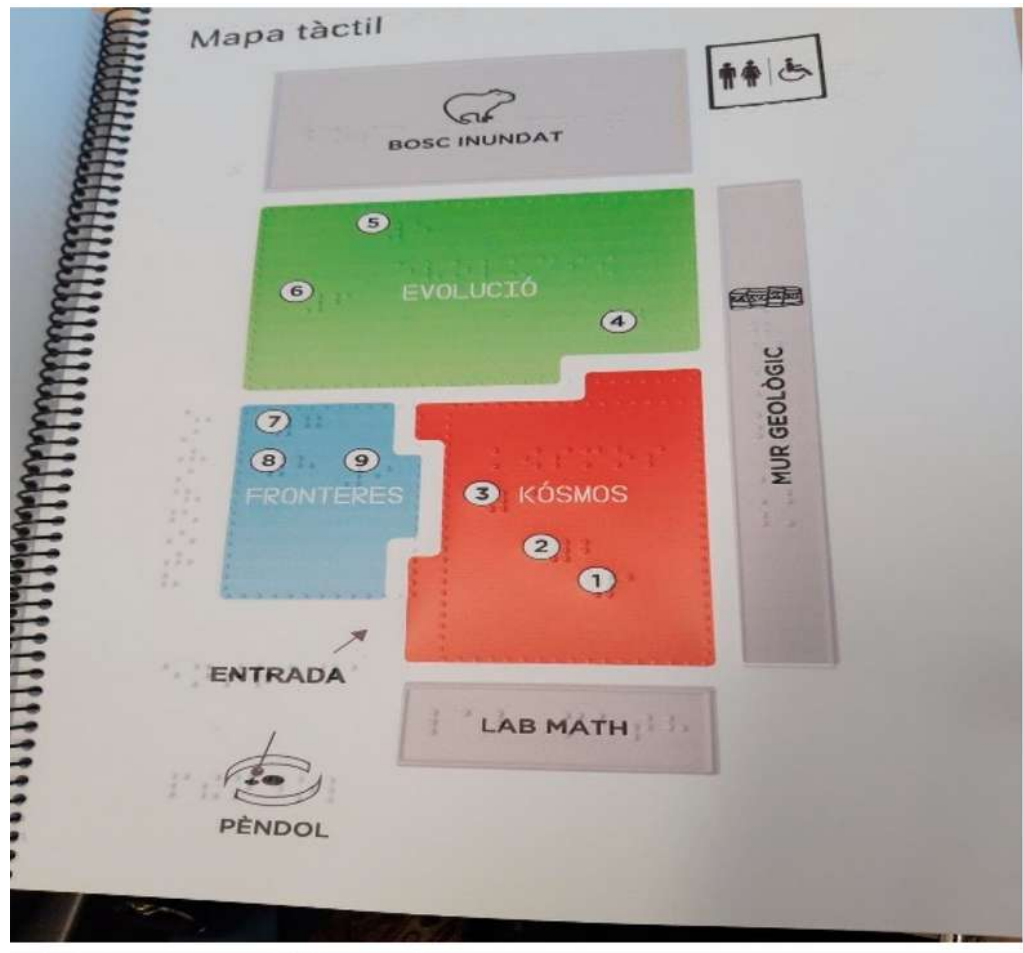 Mapa tàctil
BOSC INUNDAT
5
6
EVOLUCIÓ
4
MUR GEOLÒGIC
7
8
9
FRONTERES
3
KÓSMOS
2
1
ENTRADA
LAB MATH
PÈNDOL